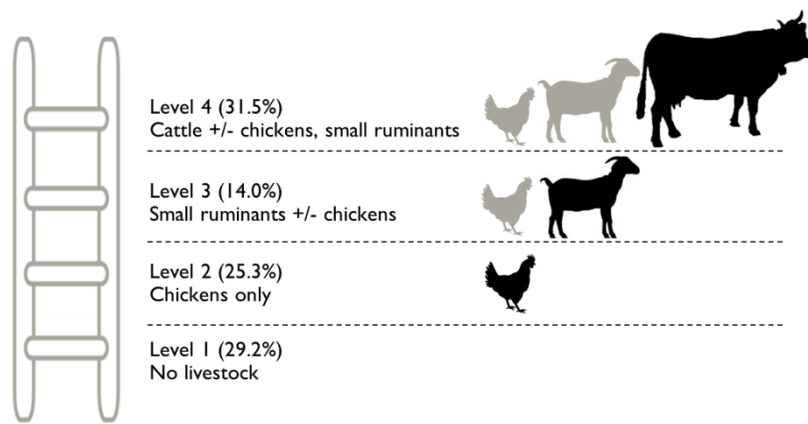 Level 4 (31.5%)
Cattle +/- chickens, small ruminants
Level 3 (14.0%)
Small ruminants +/- chickens
Level 2 (25.3%)
Chickens only
Level 1 (29.2%)
No livestock